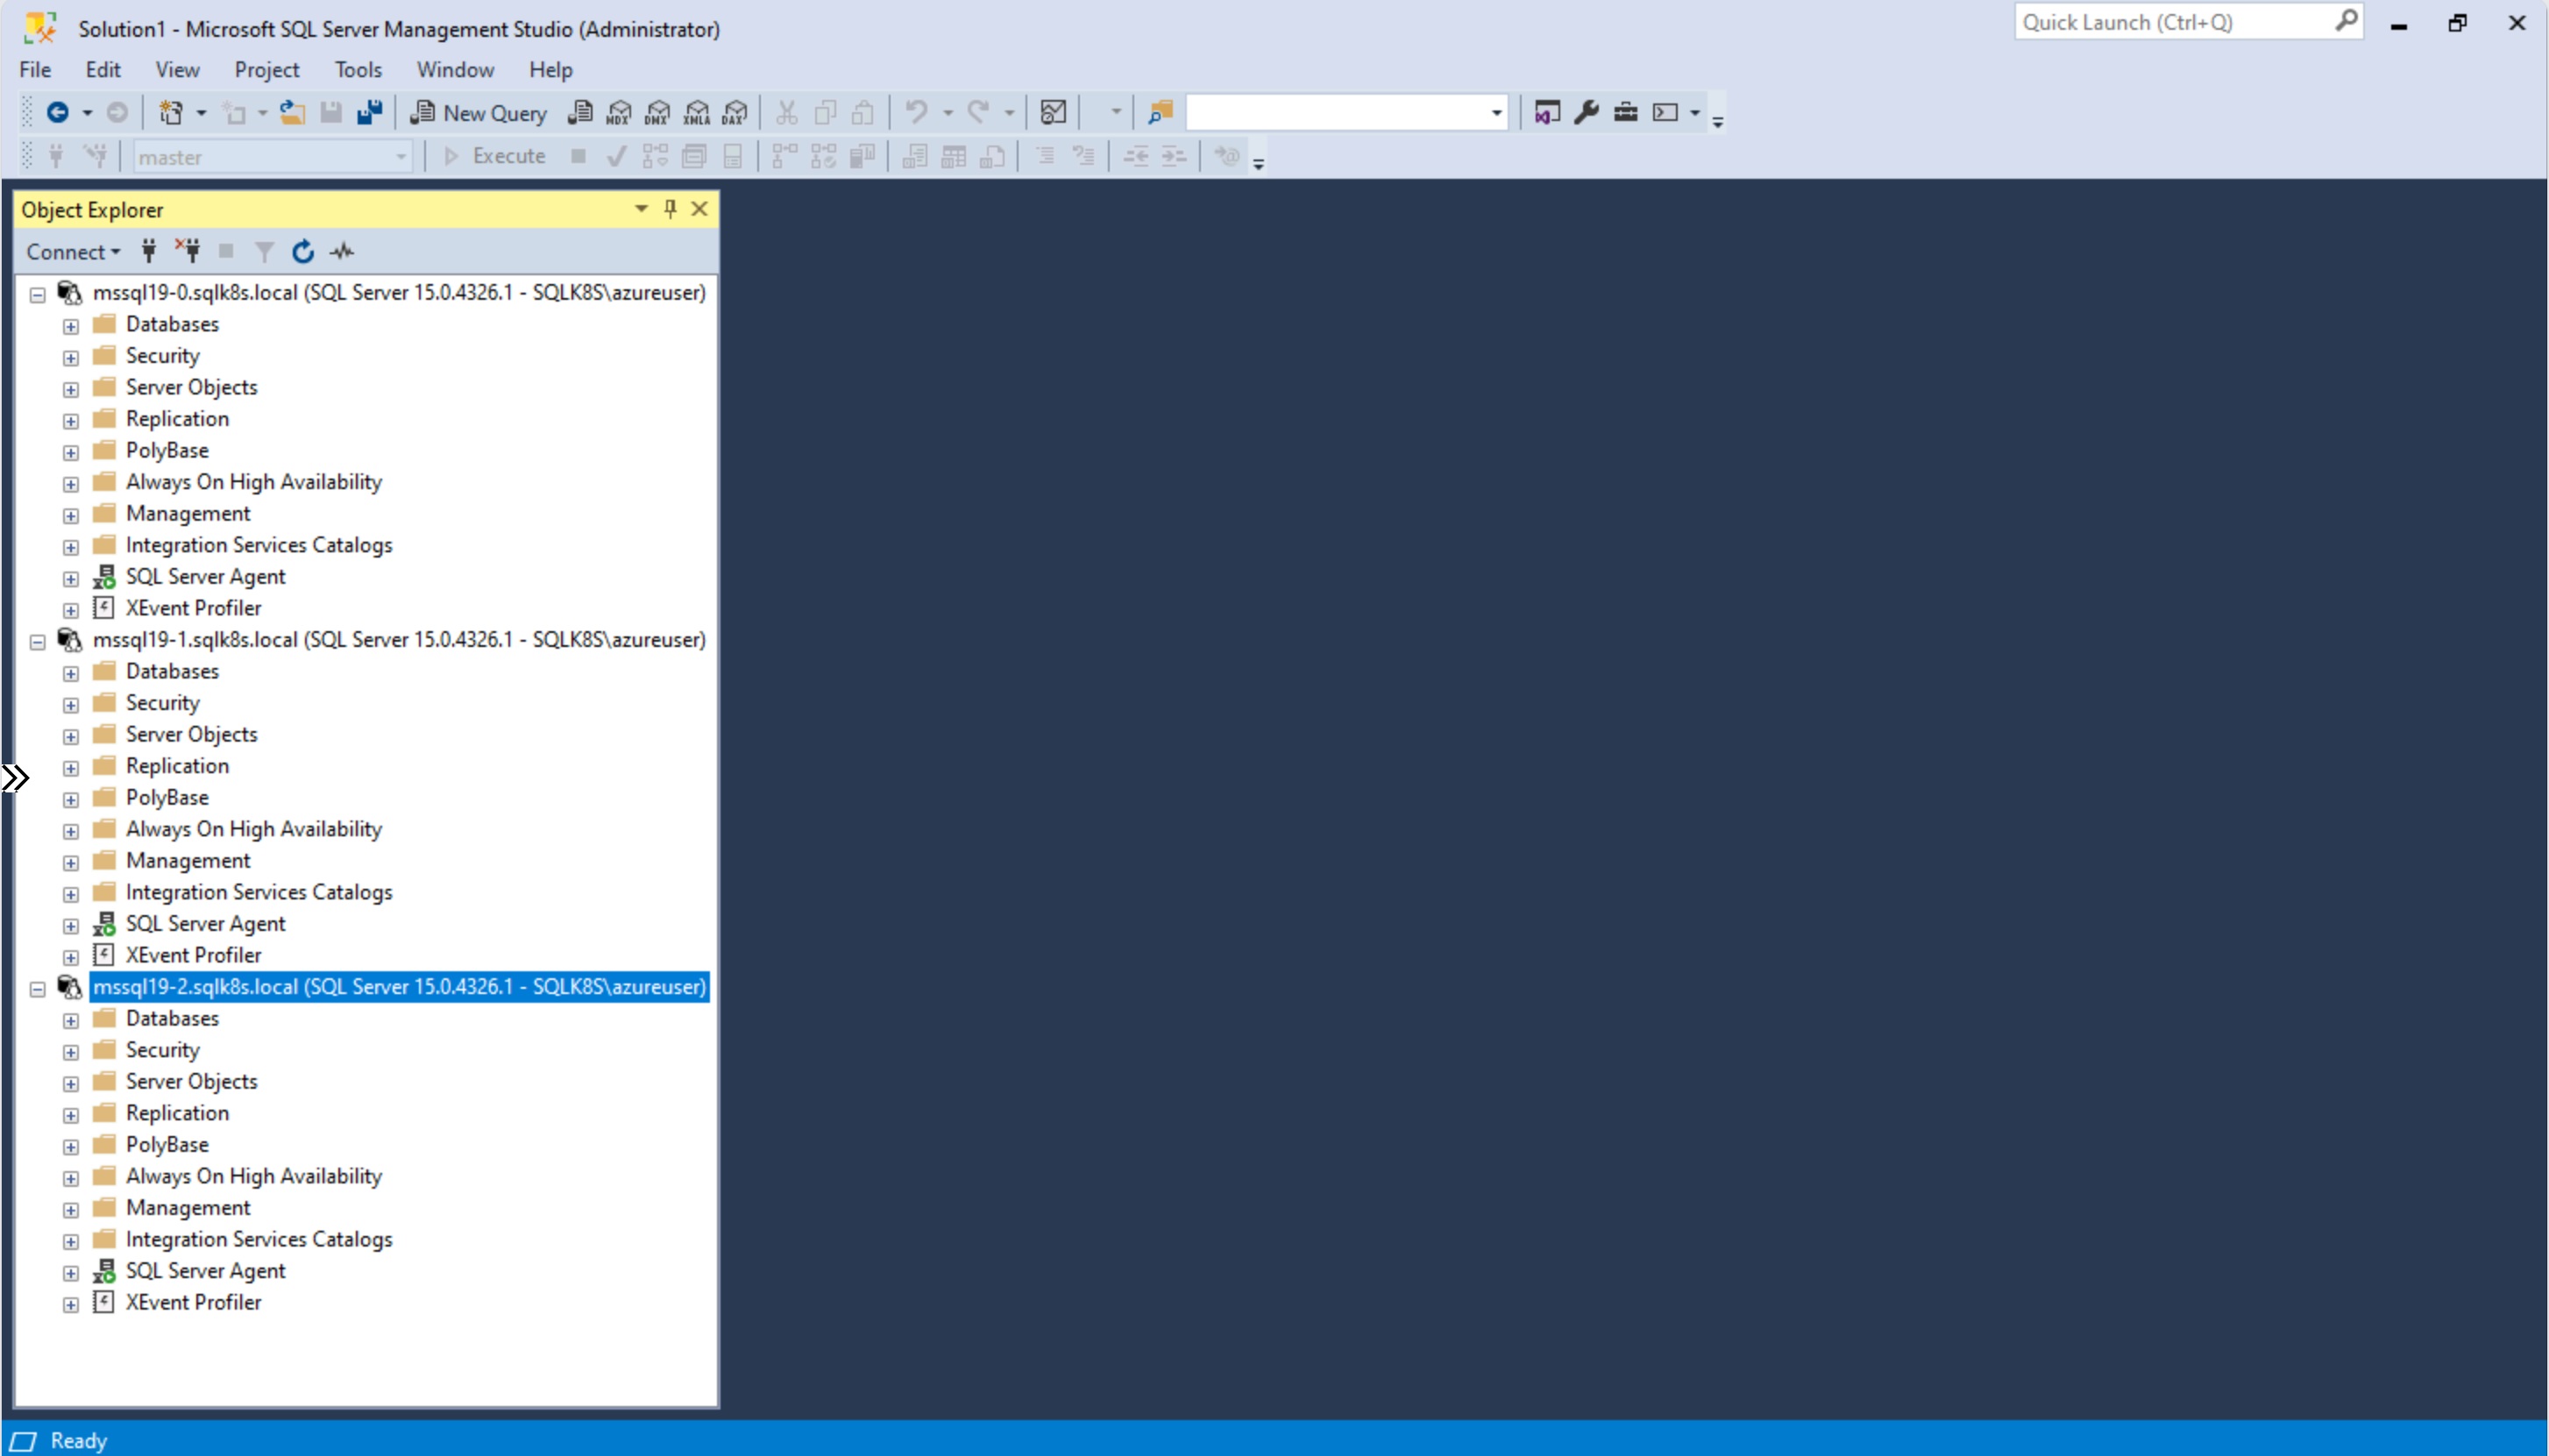 Solution1 - Microsoft SQL Server Management Studio (Administrator)
Quick Launch (Ctrl+Q)
File Edit View Project Tools Window Help
New Query MDX DMX XMLA DAX
master Execute
Object Explorer
Connect
mssql19-0.sqlk8s.local (SQL Server 15.0.4326.1 - SQLK8S\azureuser)
Databases
Security
Server Objects
Replication
PolyBase
Always On High Availability
Management
Integration Services Catalogs
SQL Server Agent
XEvent Profiler
mssql19-1.sqlk8s.local (SQL Server 15.0.4326.1 - SQLK8S\azureuser)
Databases
Security
Server Objects
Replication
PolyBase
Always On High Availability
Management
Integration Services Catalogs
SQL Server Agent
XEvent Profiler
mssql19-2.sqlk8s.local (SQL Server 15.0.4326.1 - SQLK8S\azureuser)
Databases
Security
Server Objects
Replication
PolyBase
Always On High Availability
Management
Integration Services Catalogs
SQL Server Agent
XEvent Profiler
Ready